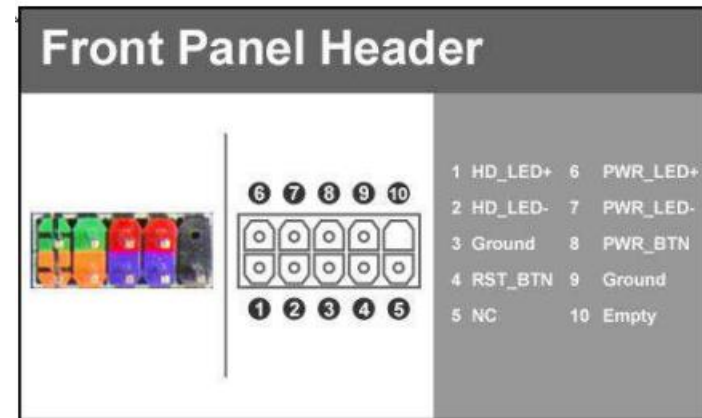 Front Panel Header
6 7 8 9 10
1 2 3 4 5
1 HD_LED+ 6 PWR_LED+
2 HD_LED- 7 PWR_LED-
3 Ground 8 PWR_BTN
4 RST_BTN 9 Ground
5 NC 10 Empty